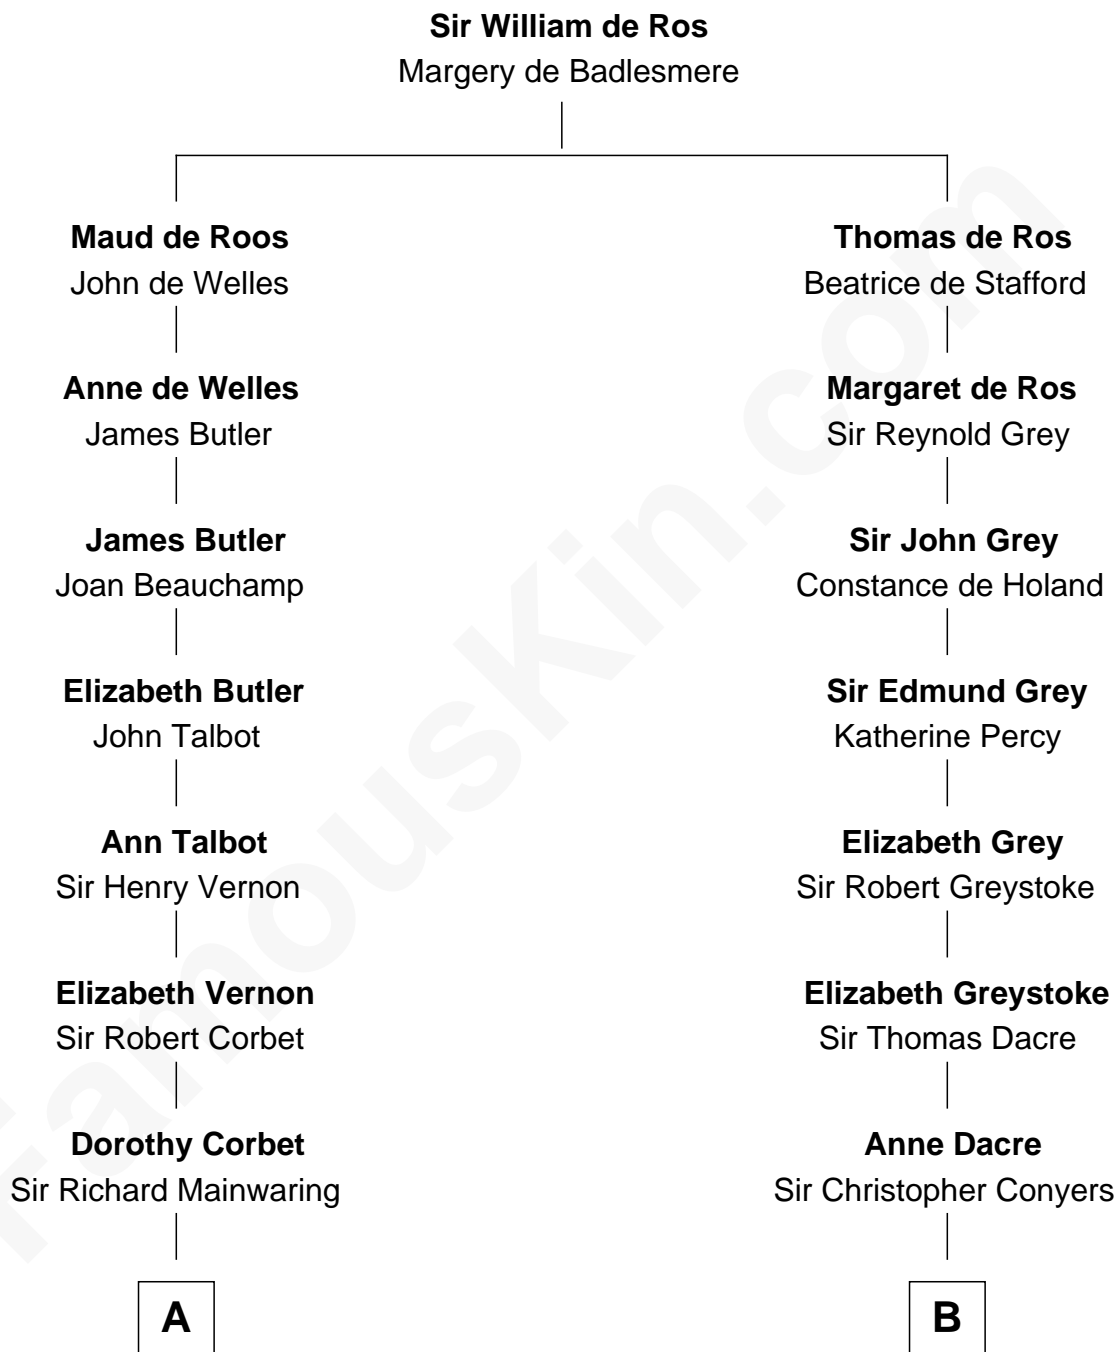 Sir William de Ros
Margery de Badlesmere
Maud de Roos
John de Welles
Thomas de Ros
Beatrice de Stafford
Anne de Welles
James Butler
Margaret de Ros
Sir Reynold Grey
James Butler
Joan Beauchamp
Sir John Grey
Constance de Holand
Elizabeth Butler
John Talbot
Sir Edmund Grey
Katherine Percy
Ann Talbot
Sir Henry Vernon
Elizabeth Grey
Sir Robert Greystoke
Elizabeth Vernon
Sir Robert Corbet
Elizabeth Greystoke
Sir Thomas Dacre
Dorothy Corbet
Sir Richard Mainwaring
Anne Dacre
Sir Christopher Conyers
A
B
FamousKin.com